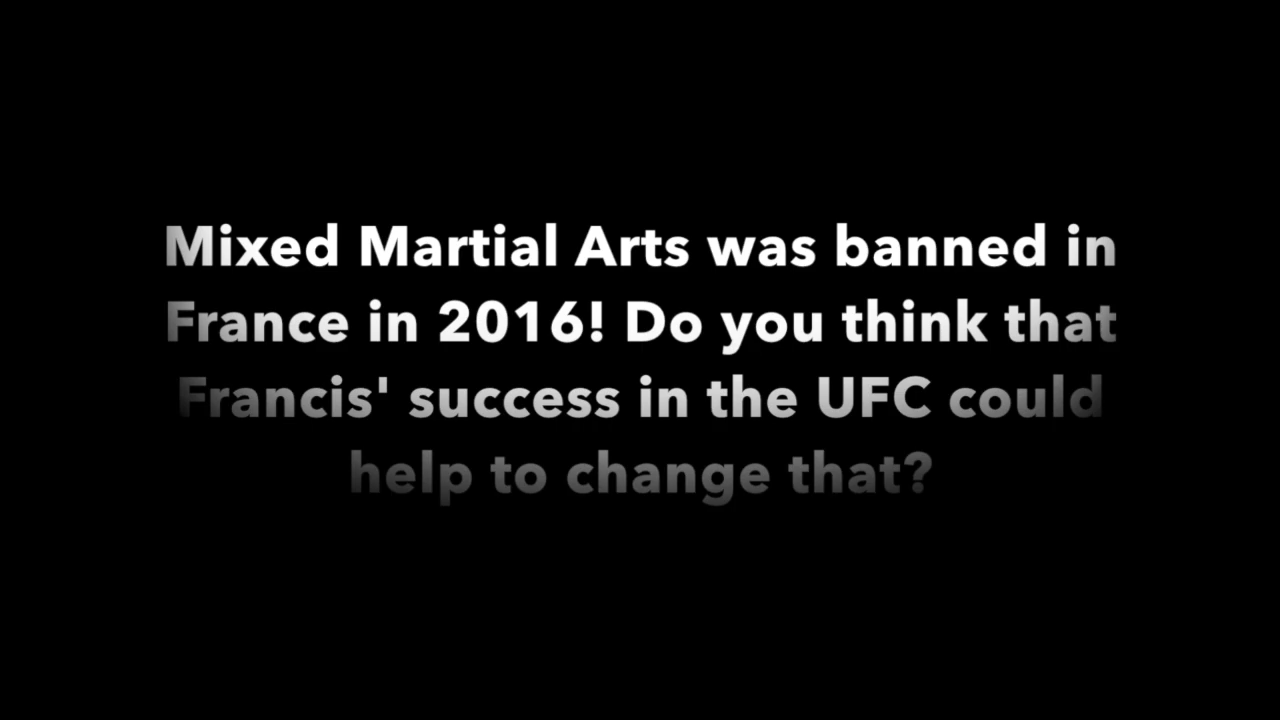 Mixed Martial Arts was banned in
France in 2016! Do you think that
Francis' success in the UFC could
help to change that?